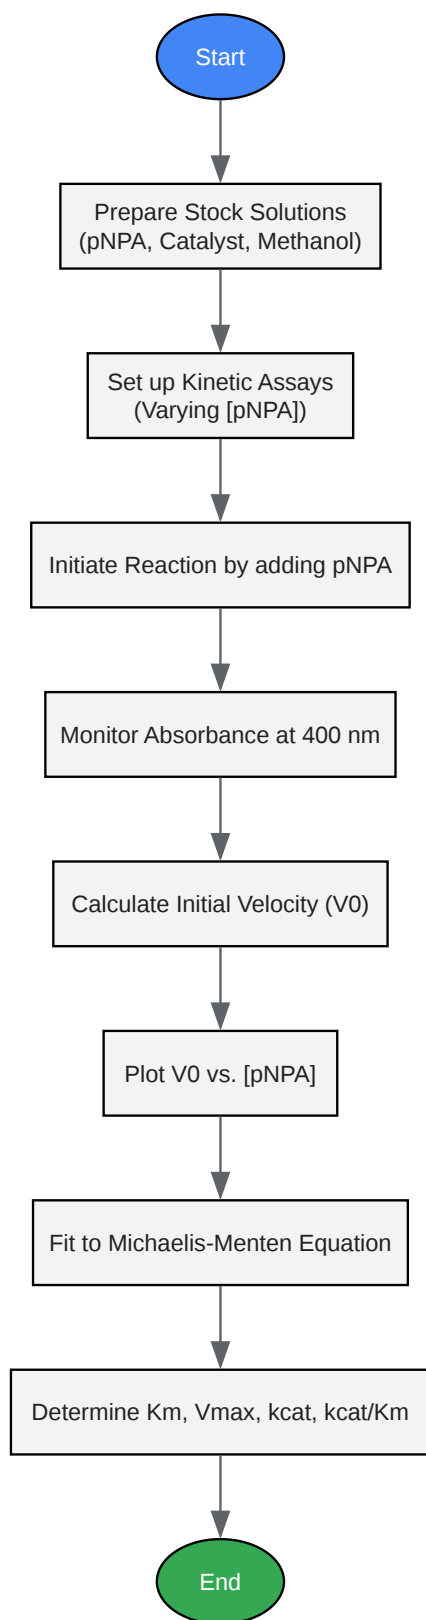 Start
Prepare Stock Solutions
(pNPA, Catalyst, Methanol)
Set up Kinetic Assays
(Varying [pNPA])
Initiate Reaction by adding pNPA
Monitor Absorbance at 400 nm
Calculate Initial Velocity (V0)
Plot V0 vs. [pNPA]
Fit to Michaelis-Menten Equation
Determine Km, Vmax, kcat, kcat/Km
End